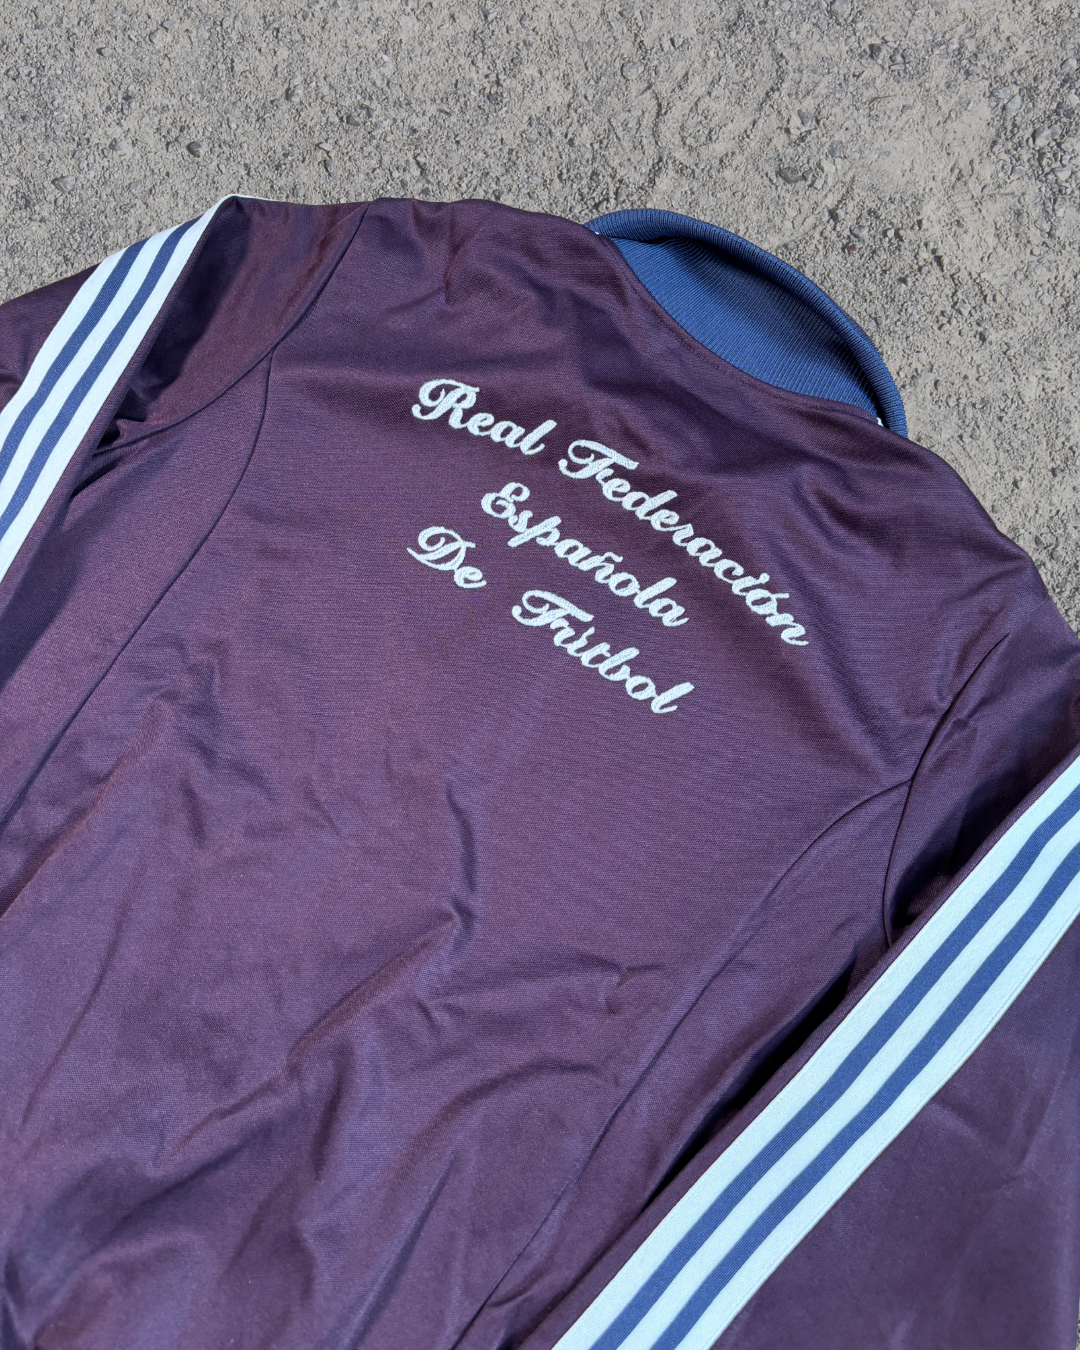 Real Federación
Española
De Fútbol